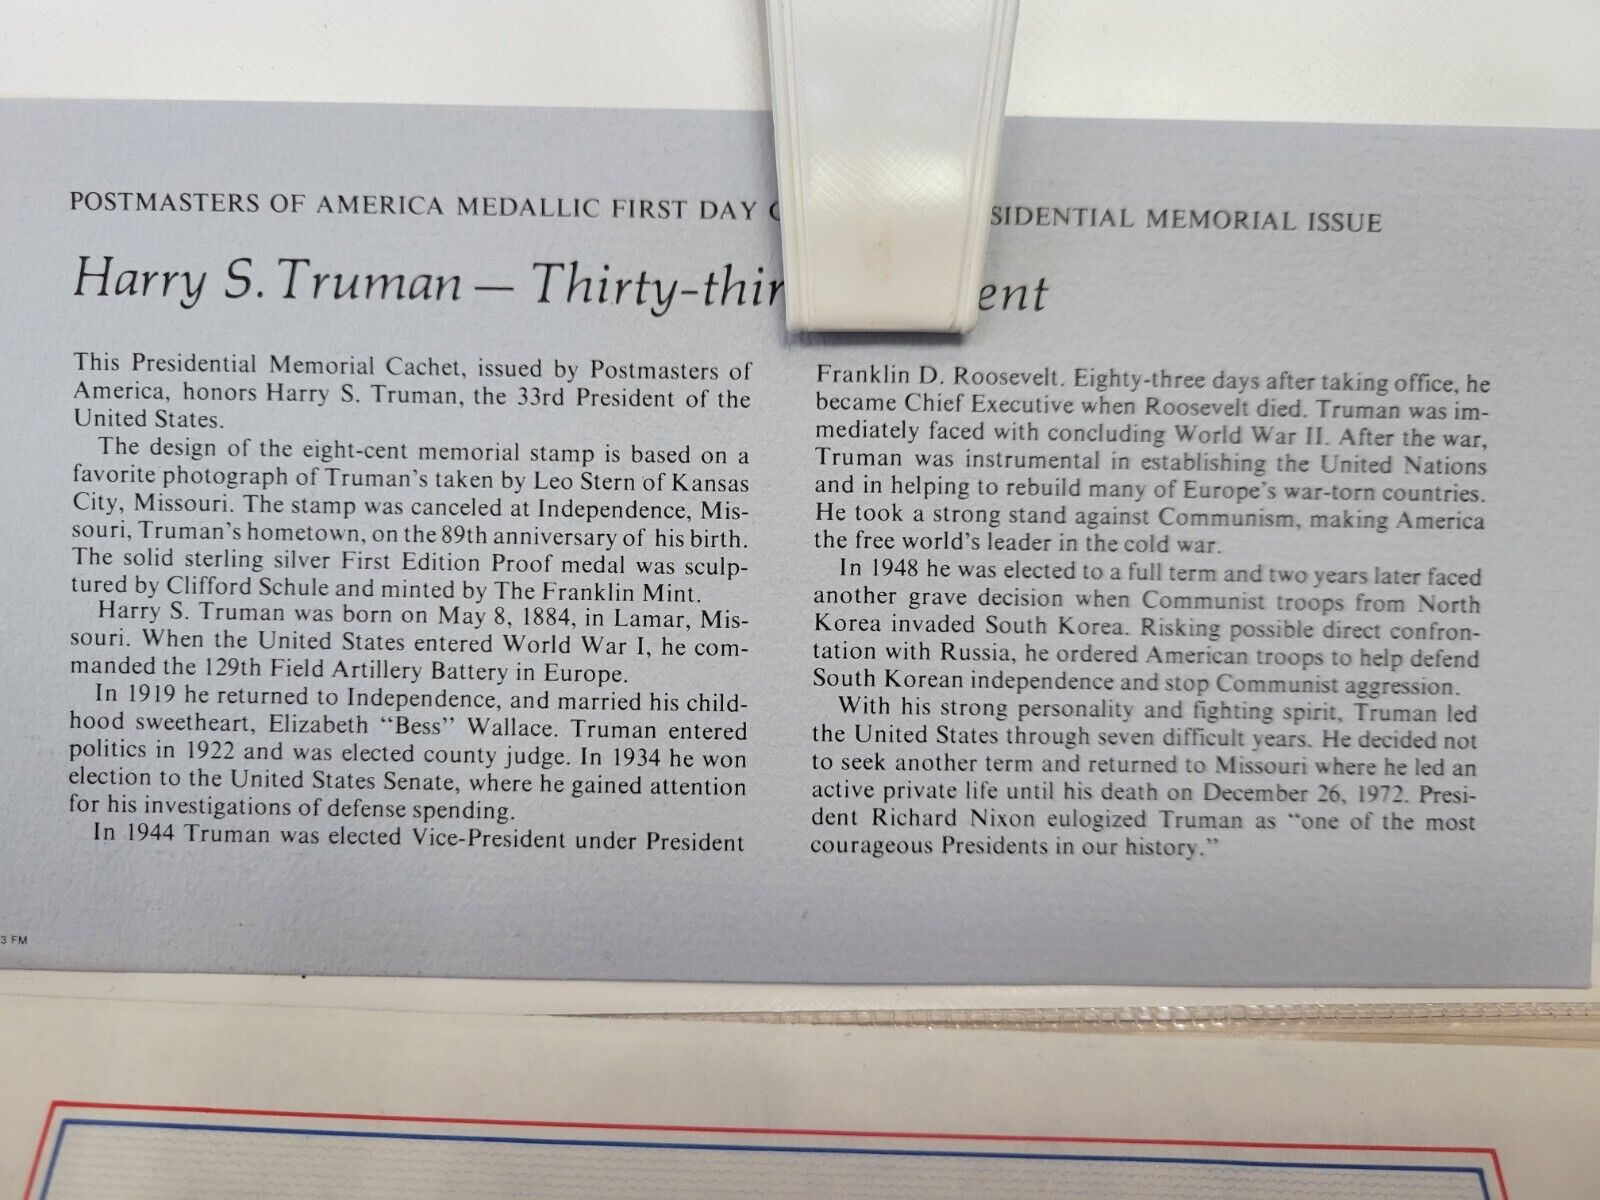 POSTMASTERS OF AMERICA MEDALLIC FIRST DAY PRESIDENTIAL MEMORIAL ISSUE
Harry S. Truman — Thirty-third President
This Presidential Memorial Cachet, issued by Postmasters of
America, honors Harry S. Truman, the 33rd President of the
United States.
The design of the eight-cent memorial stamp is based on a
favorite photograph of Truman's taken by Leo Stern of Kansas
City, Missouri. The stamp was canceled at Independence, Mis-
souri, Truman's hometown, on the 89th anniversary of his birth.
The solid sterling silver First Edition Proof medal was sculp-
tured by Clifford Schule and minted by The Franklin Mint.
Harry S. Truman was born on May 8, 1884, in Lamar, Mis-
souri. When the United States entered World War I, he com-
manded the 129th Field Artillery Battery in Europe.
In 1919 he returned to Independence, and married his child-
hood sweetheart, Elizabeth “Bess” Wallace. Truman entered
politics in 1922 and was elected county judge. In 1934 he won
election to the United States Senate, where he gained attention
for his investigations of defense spending.
In 1944 Truman was elected Vice-President under President
Franklin D. Roosevelt. Eighty-three days after taking office, he
became Chief Executive when Roosevelt died. Truman was im-
mediately faced with concluding World War II. After the war,
Truman was instrumental in establishing the United Nations
and in helping to rebuild many of Europe's war-torn countries.
He took a strong stand against Communism, making America
the free world's leader in the cold war.
In 1948 he was elected to a full term and two years later faced
another grave decision when Communist troops from North
Korea invaded South Korea. Risking possible direct confron-
tation with Russia, he ordered American troops to help defend
South Korean independence and stop Communist aggression.
With his strong personality and fighting spirit, Truman led
the United States through seven difficult years. He decided not
to seek another term and returned to Missouri where he led an
active private life until his death on December 26, 1972. Presi-
dent Richard Nixon eulogized Truman as “one of the most
courageous Presidents in our history.”
3 FM